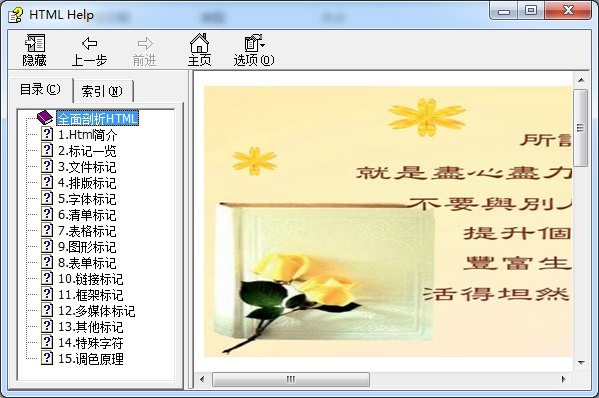 HTML Help
隐藏
上一步
前进
主页
选项(O)
目录(C)
索引(N)
全面剖析HTML
1.Html简介
2.标记一览
3.文件标记
4.排版标记
5.字体标记
6.清单标记
7.表格标记
9.图形标记
8.表单标记
10.链接标记
11.框架标记
12.多媒体标记
13.其他标记
14.特殊字符
15.调色原理
所
就是盡心盡力
不要與別人
提升個
豐富生
活得坦然